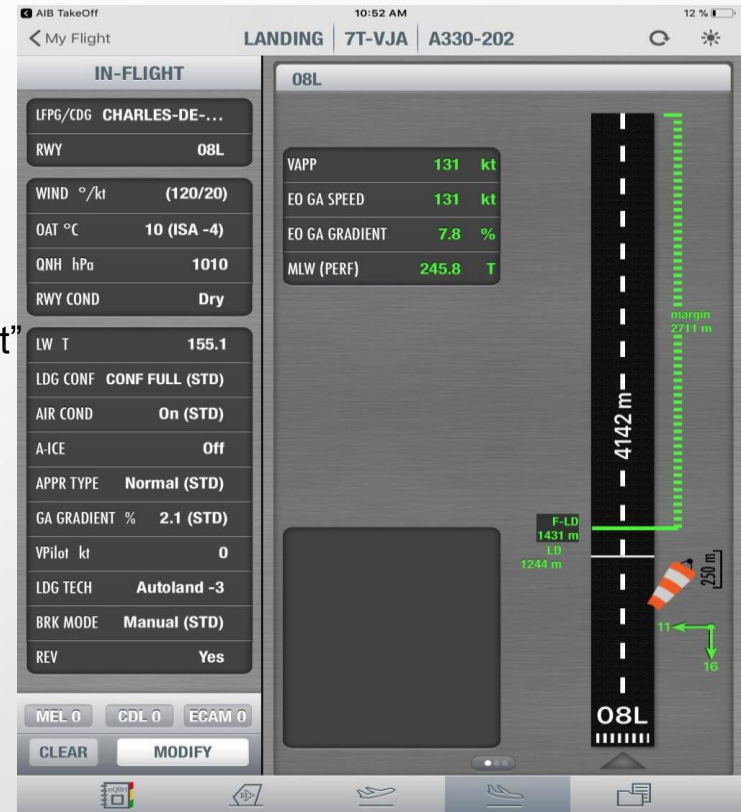 AIB TakeOff 10:52 AM 12 %
My Flight LANDING 7T-VJA A330-202
IN-FLIGHT
LFPG/CDG CHARLES-DE-...
RWY 08L
WIND °/kt (120/20)
OAT °C 10 (ISA -4)
QNH hPa 1010
RWY COND Dry
t”
LW T 155.1
LDG CONF CONF FULL (STD)
AIR COND On (STD)
A-ICE Off
APPR TYPE Normal (STD)
GA GRADIENT % 2.1 (STD)
VPilot kt 0
LDG TECH Autoland -3
BRK MODE Manual (STD)
REV Yes
MEL 0 CDL 0 ECAM 0
CLEAR MODIFY
eQRH
08L
VAPP 131 kt
EO GA SPEED 131 kt
EO GA GRADIENT 7.8 %
MLW (PERF) 245.8 T
margin
2711 m
4142 m
F-LD
1431 m
LD
1244 m
250 m
11
16
08L